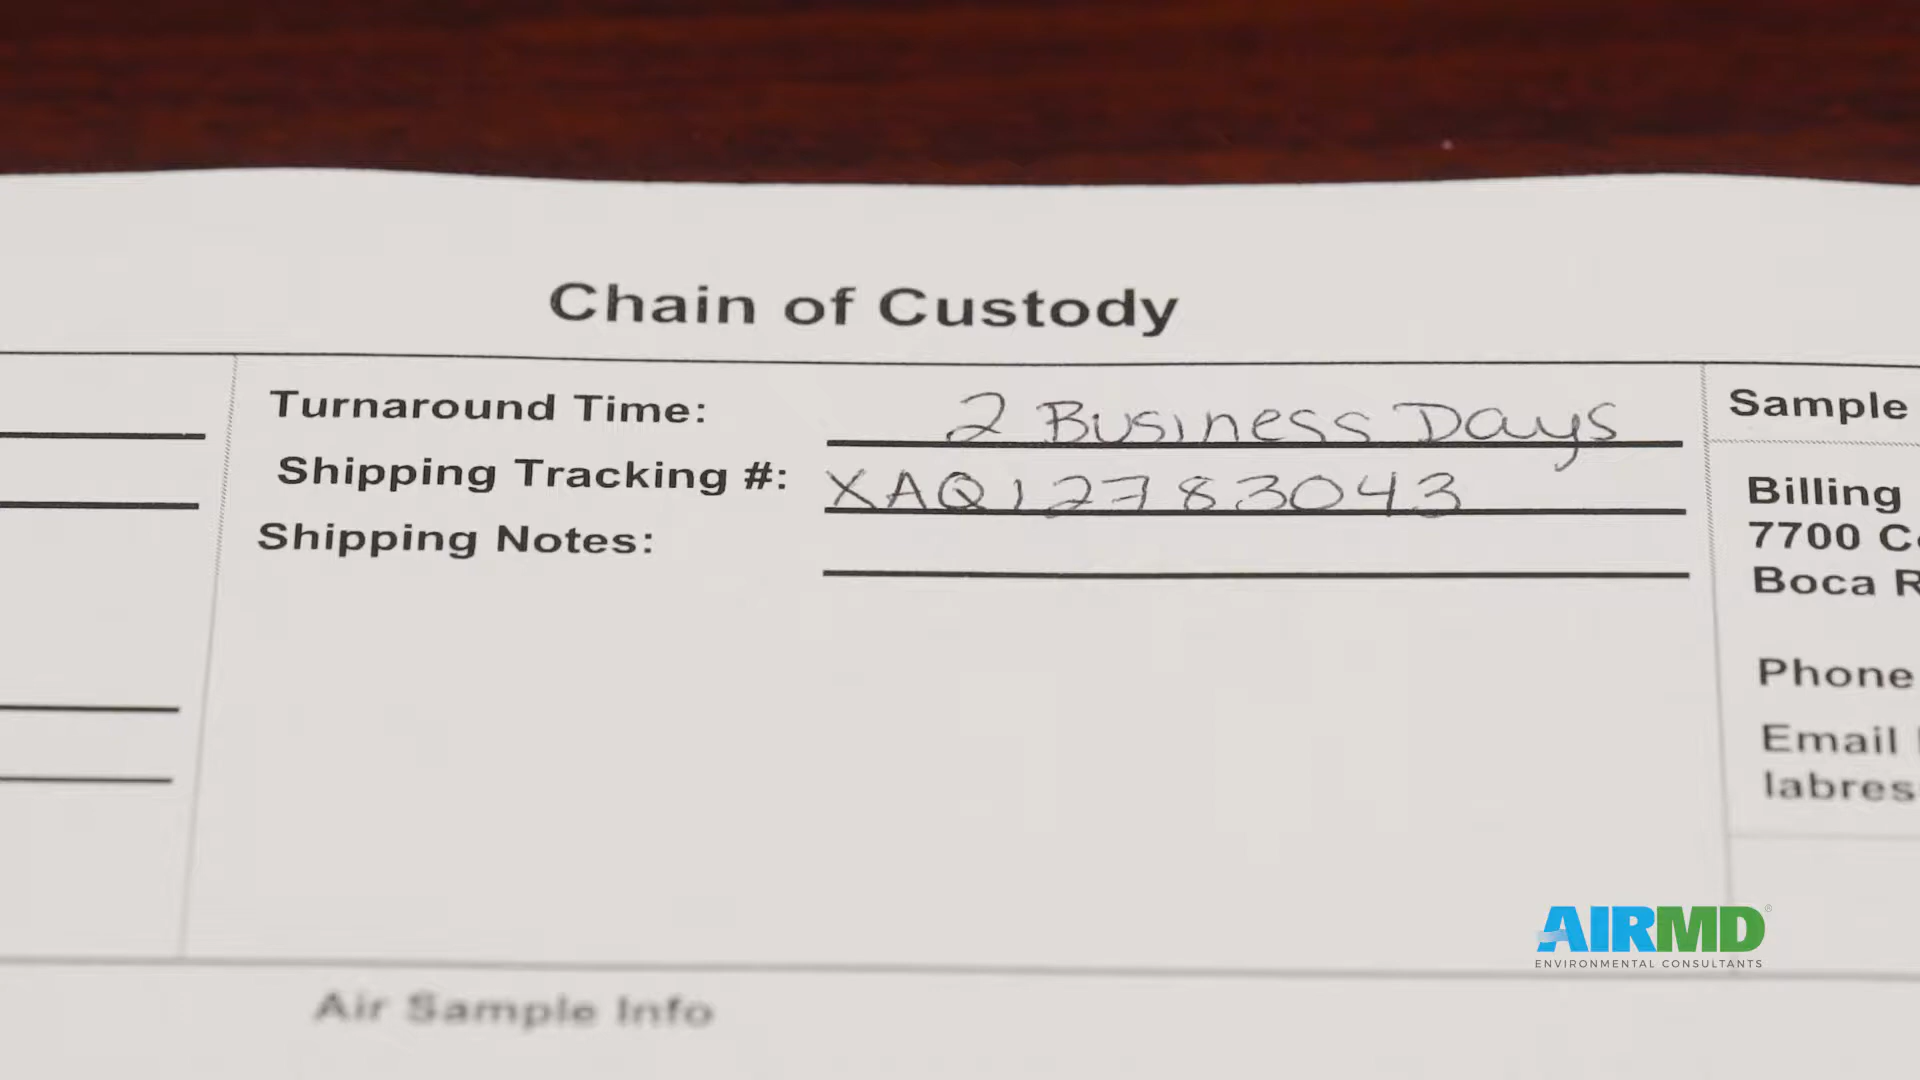 Chain of Custody
Turnaround Time: 2 Business Days
Shipping Tracking #: XAQ12783043
Shipping Notes:
Sample
Billing
7700
Boca
Phone
Email
Air Sample Info
AIRMD®
ENVIRONMENTAL CONSULTANTS